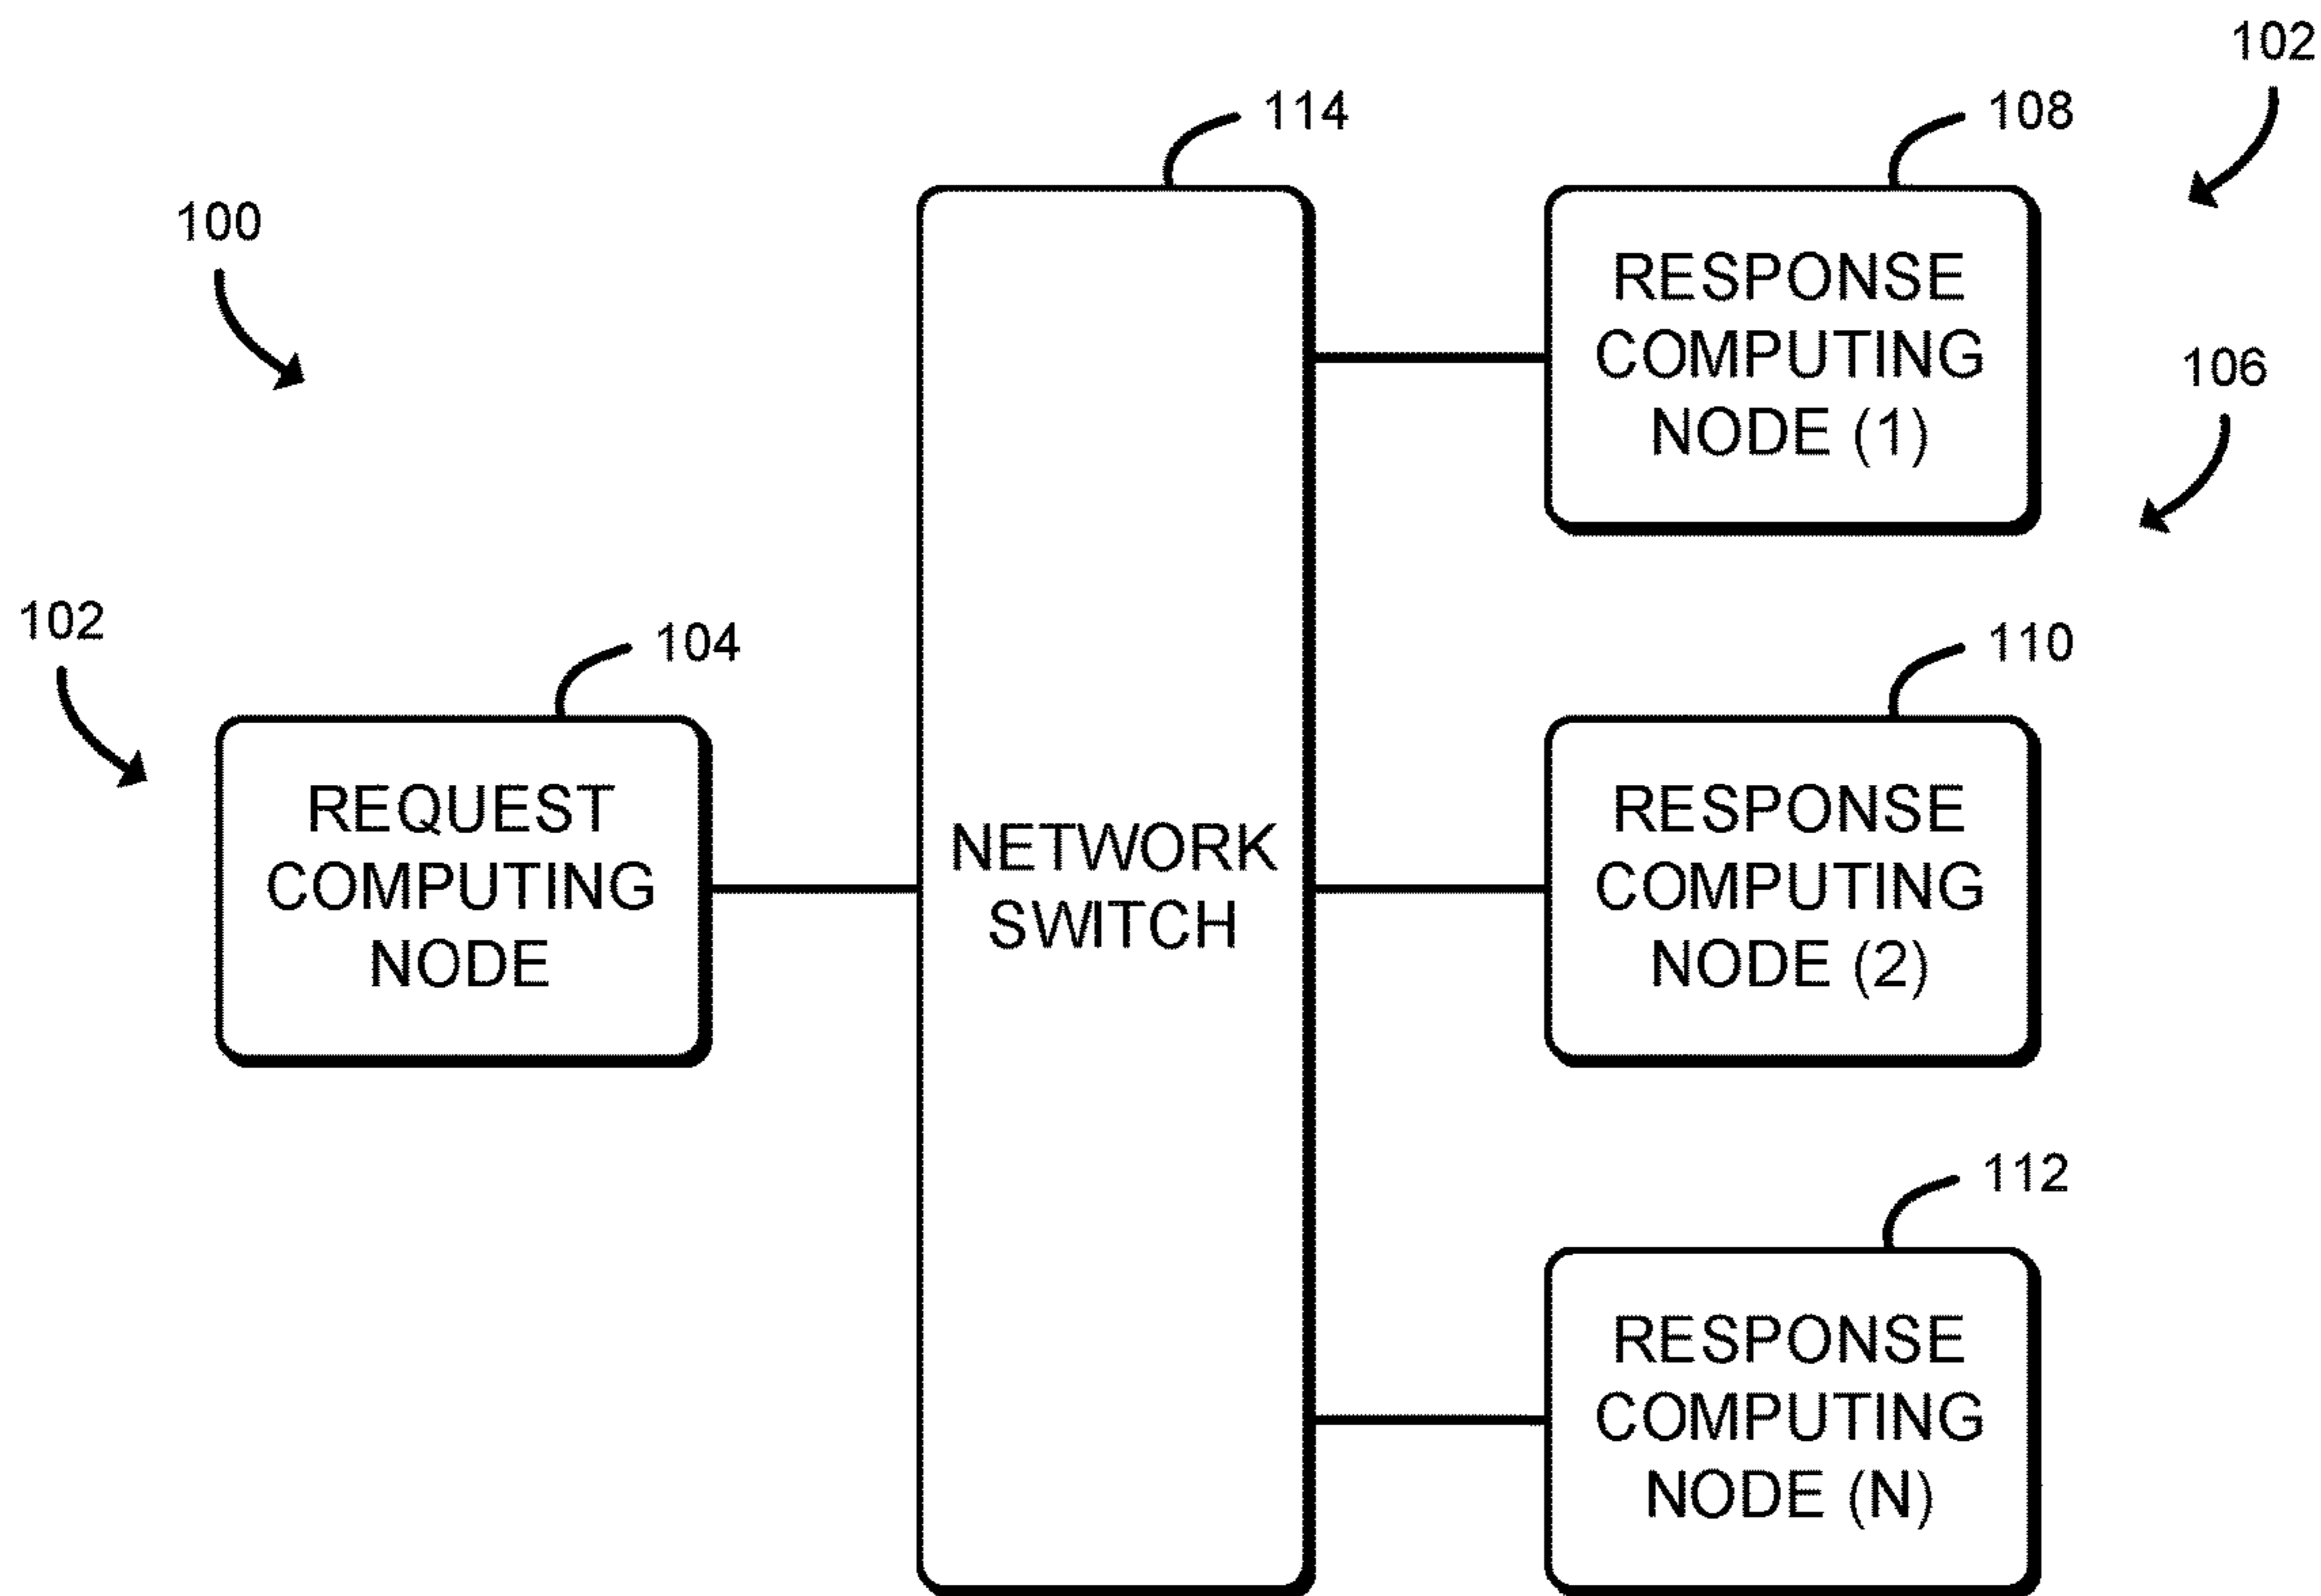 102
114
108
100
RESPONSE
COMPUTING
NODE (1)
106
102
104
110
REQUEST
COMPUTING
NODE
NETWORK
SWITCH
RESPONSE
COMPUTING
NODE (2)
112
RESPONSE
COMPUTING
NODE (N)